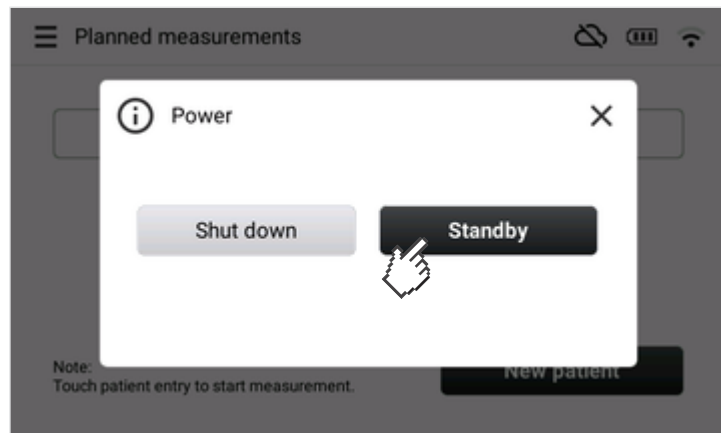 Planned measurements
Power
Shut down
Standby
Note:
Touch patient entry to start measurement.
New patient